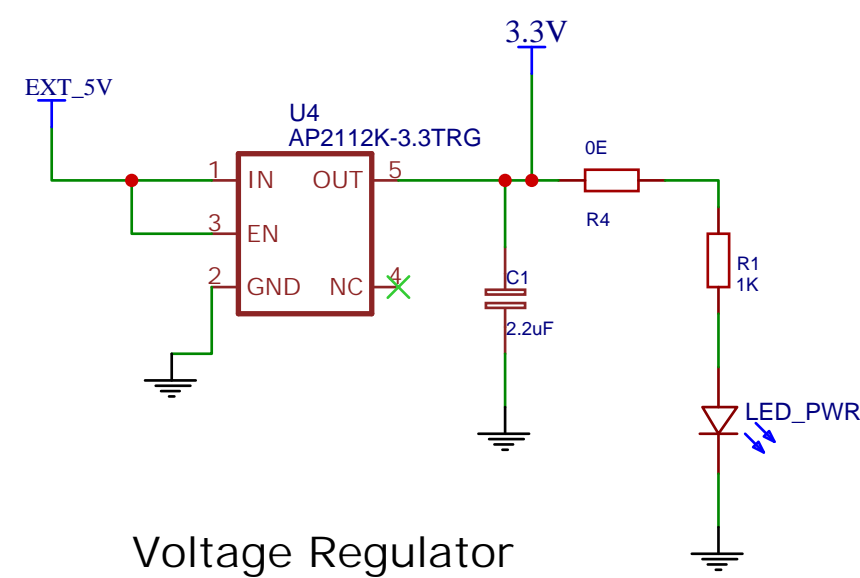 3.3V
EXT_5V
U4
AP2112K-3.3TRG
0E
1 IN OUT 5
R4
3 EN
R1
1K
2 GND NC 4
C1
2.2uF
LED_PWR
Voltage Regulator